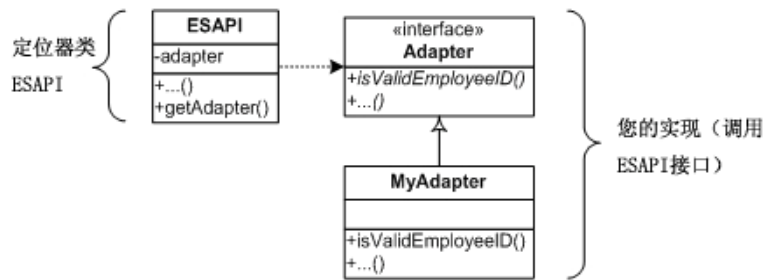 定位器类
ESAPI
ESAPI
-adapter
+...()
+getAdapter()
«interface»
Adapter
+isValidEmployeeID()
+...()
MyAdapter
+isValidEmployeeID()
+...()
您的实现（调用
ESAPI接口）